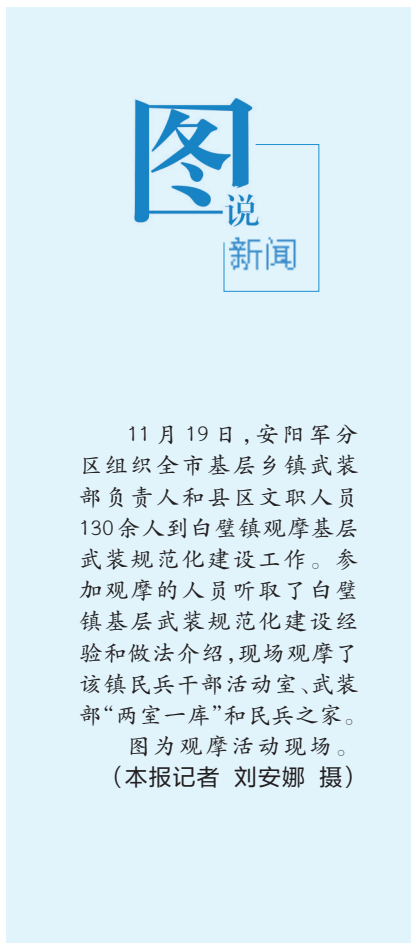 图
说
新闻
11月19日，安阳军分
区组织全市基层乡镇武装
部负责人和县区文职人员
130余人到白璧镇观摩基层
武装规范化建设工作。参
加观摩的人员听取了白璧
镇基层武装规范化建设经
验和做法介绍，现场观摩了
该镇民兵干部活动室、武装
部“两室一库”和民兵之家。
图为观摩活动现场。
（本报记者 刘安娜 摄）